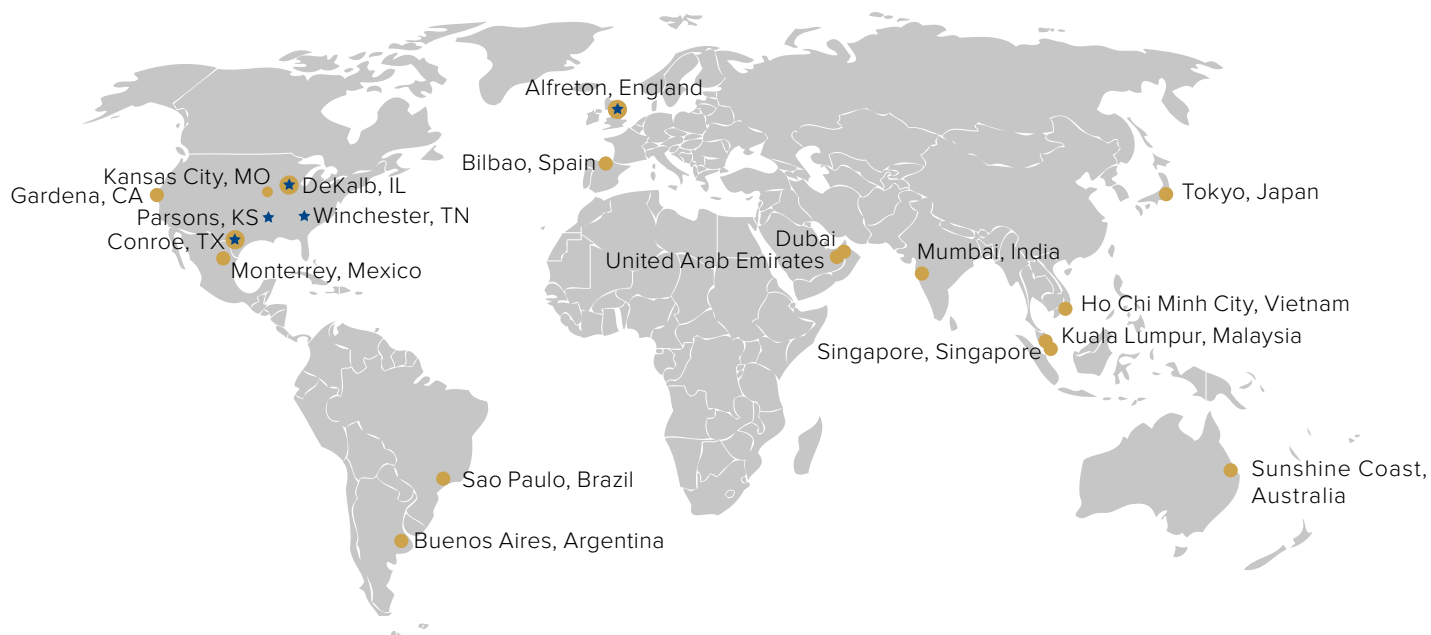 Alfreton, England
Bilbao, Spain
Kansas City, MO
DeKalb, IL
Gardena, CA
Tokyo, Japan
Parsons, KS
Winchester, TN
Conroe, TX
Dubai
United Arab Emirates
Mumbai, India
Monterrey, Mexico
Ho Chi Minh City, Vietnam
Kuala Lumpur, Malaysia
Singapore, Singapore
Sao Paulo, Brazil
Sunshine Coast,
Australia
Buenos Aires, Argentina